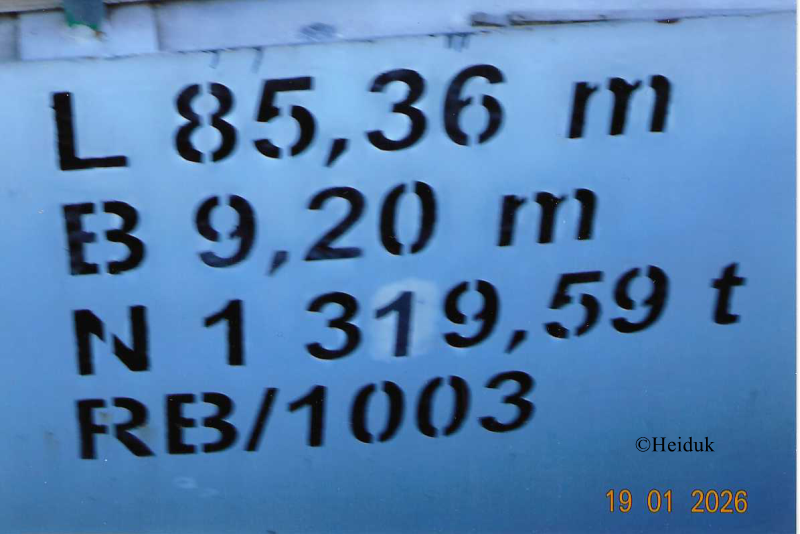 L 85,36 m
B 9,20 m
N 1 319,59 t
RB/1003
©Heiduk
19 01 2026